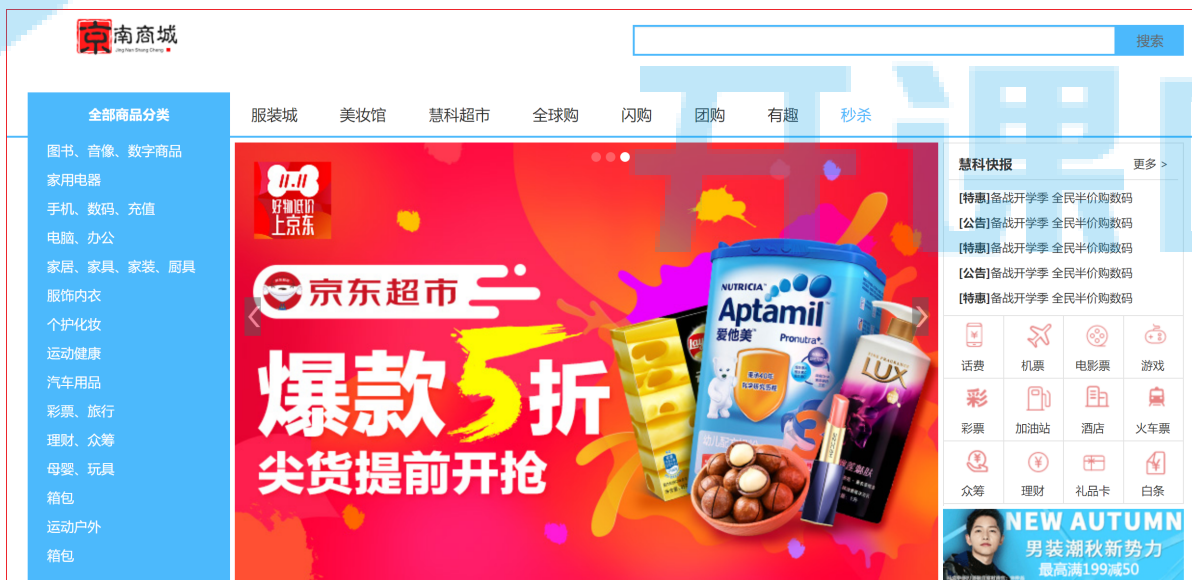 京南商城
Jing Nan Shang Cheng
搜索
全部商品分类
服装城 美妆馆 慧科超市 全球购 闪购 团购 有趣 秒杀
图书、音像、数字商品
家用电器
手机、数码、充值
电脑、办公
家居、家具、家装、厨具
服饰内衣
个护化妆
运动健康
汽车用品
彩票、旅行
理财、众筹
母婴、玩具
箱包
运动户外
箱包
11.11
好物低价
上京东
京东超市
爆款5折
尖货提前开抢
NUTRICIA
Aptamil
爱他美
Pronutra+
LUX
3
慧科快报 更多 >
[特惠]备战开学季 全民半价购数码
[公告]备战开学季 全民半价购数码
[特惠]备战开学季 全民半价购数码
[公告]备战开学季 全民半价购数码
[特惠]备战开学季 全民半价购数码
话费 机票 电影票 游戏
彩
彩票 加油站 酒店 火车票
众筹 理财 礼品卡 白条
NEW AUTUMN
男装潮秋新势力
最高满199减50